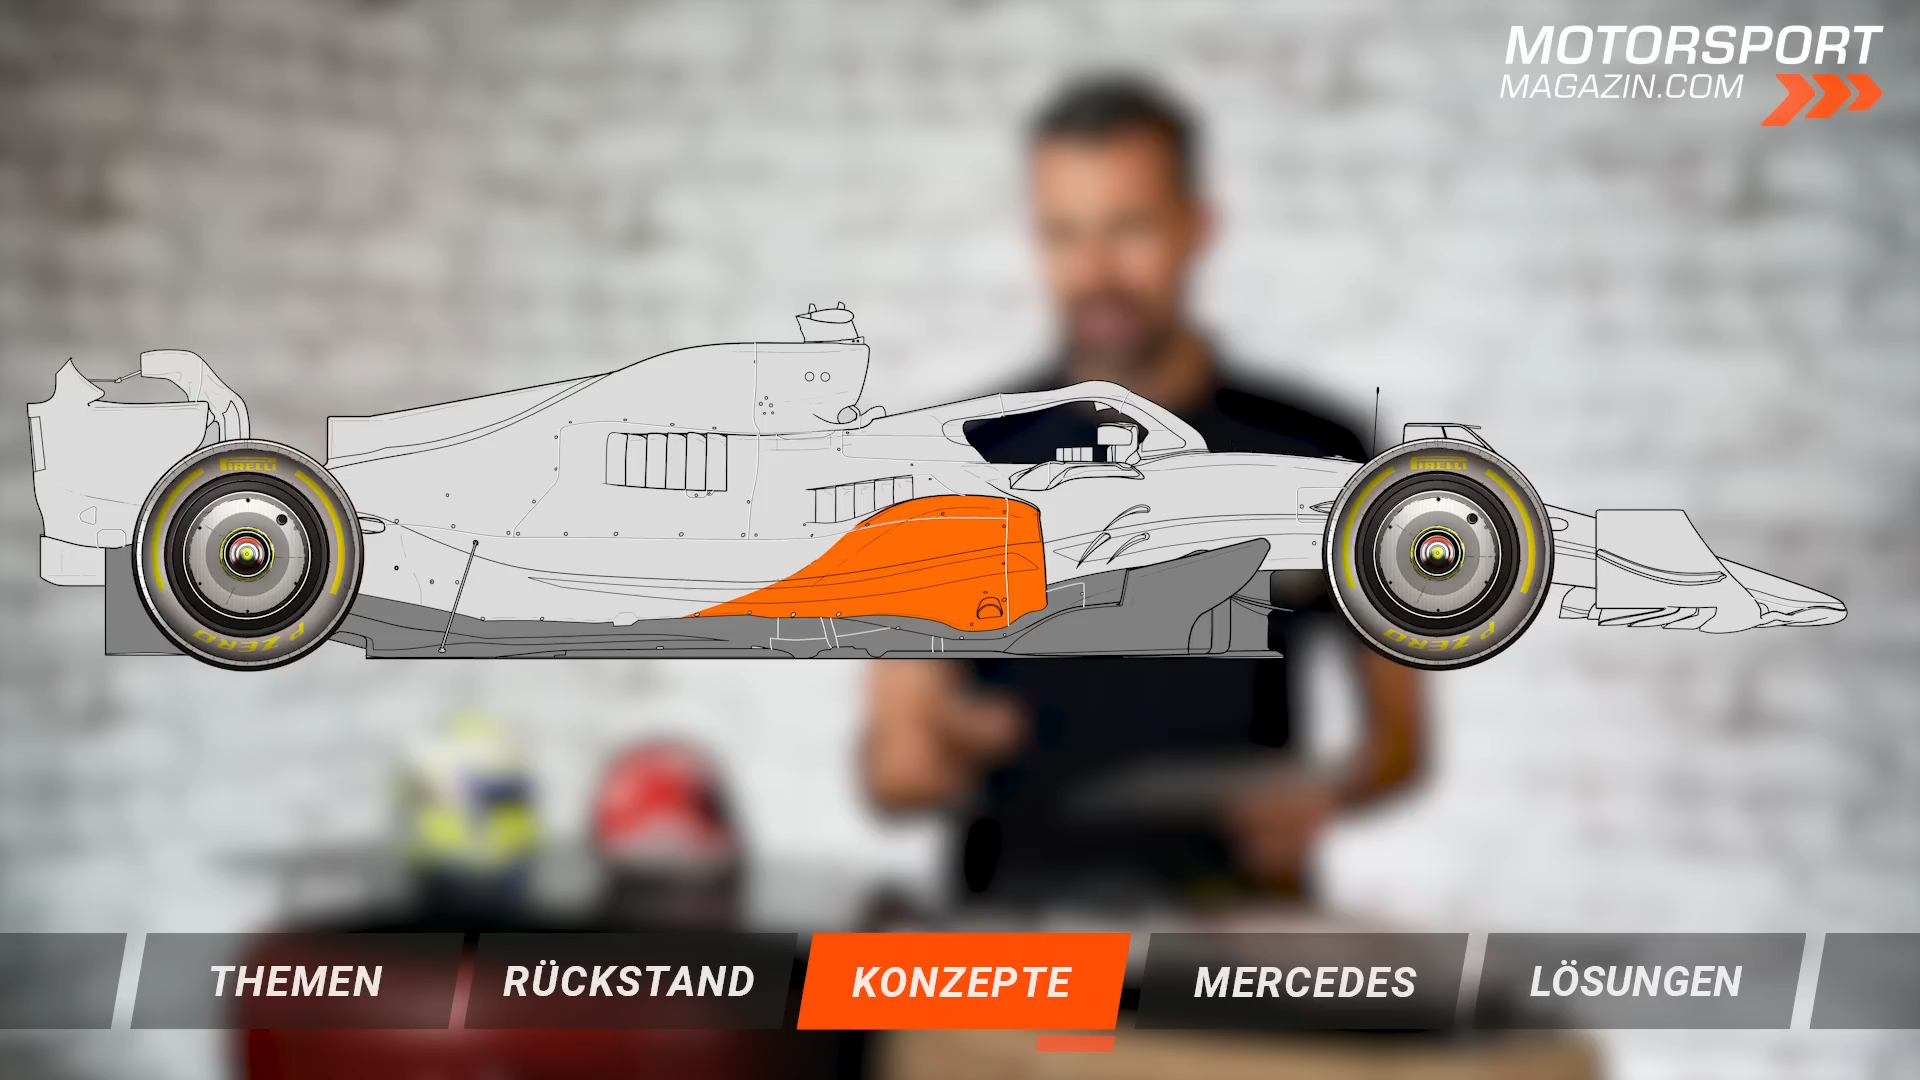 MOTORSPORT
MAGAZIN.COM
PIRELLI
PIRELLI
P ZERO
P ZERO
THEMEN
RÜCKSTAND
KONZEPTE
MERCEDES
LÖSUNGEN